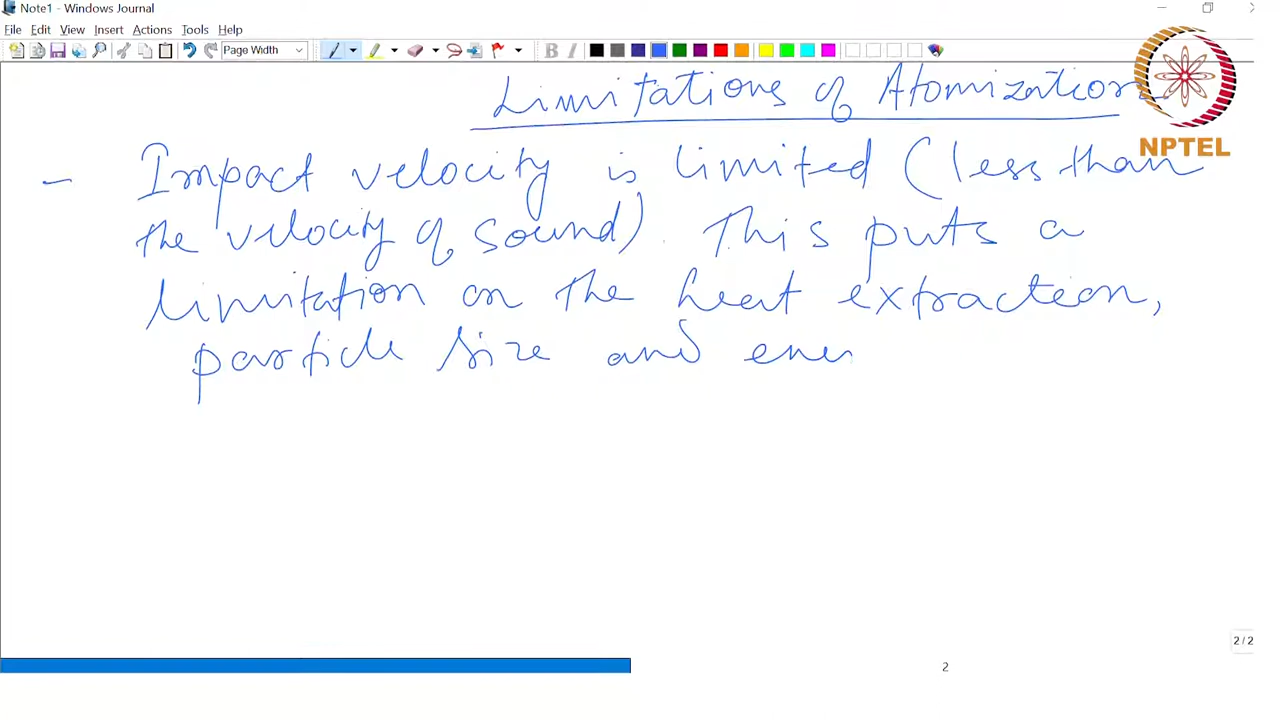 Note1 - Windows Journal
File Edit View Insert Actions Tools Help
Page Width
B I
Limitations of Atomization
NPTEL
- Impact velocity is limited (less than
the velocity of sound). This puts a
limitation on the heat extraction,
particle size and ener
2/2
2